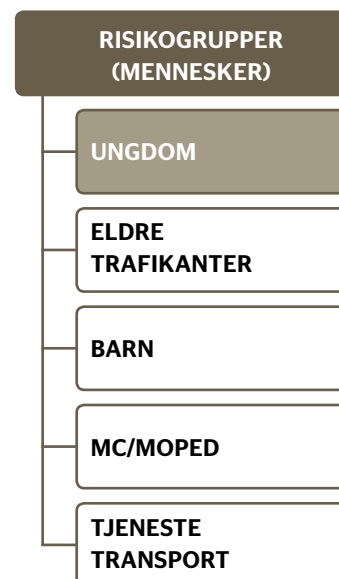 RISIKOGRUPPER
(MENNESKER)
UNGDOM
ELDRE
TRAFIKANTER
BARN
MC/MOPED
TJENESTE
TRANSPORT